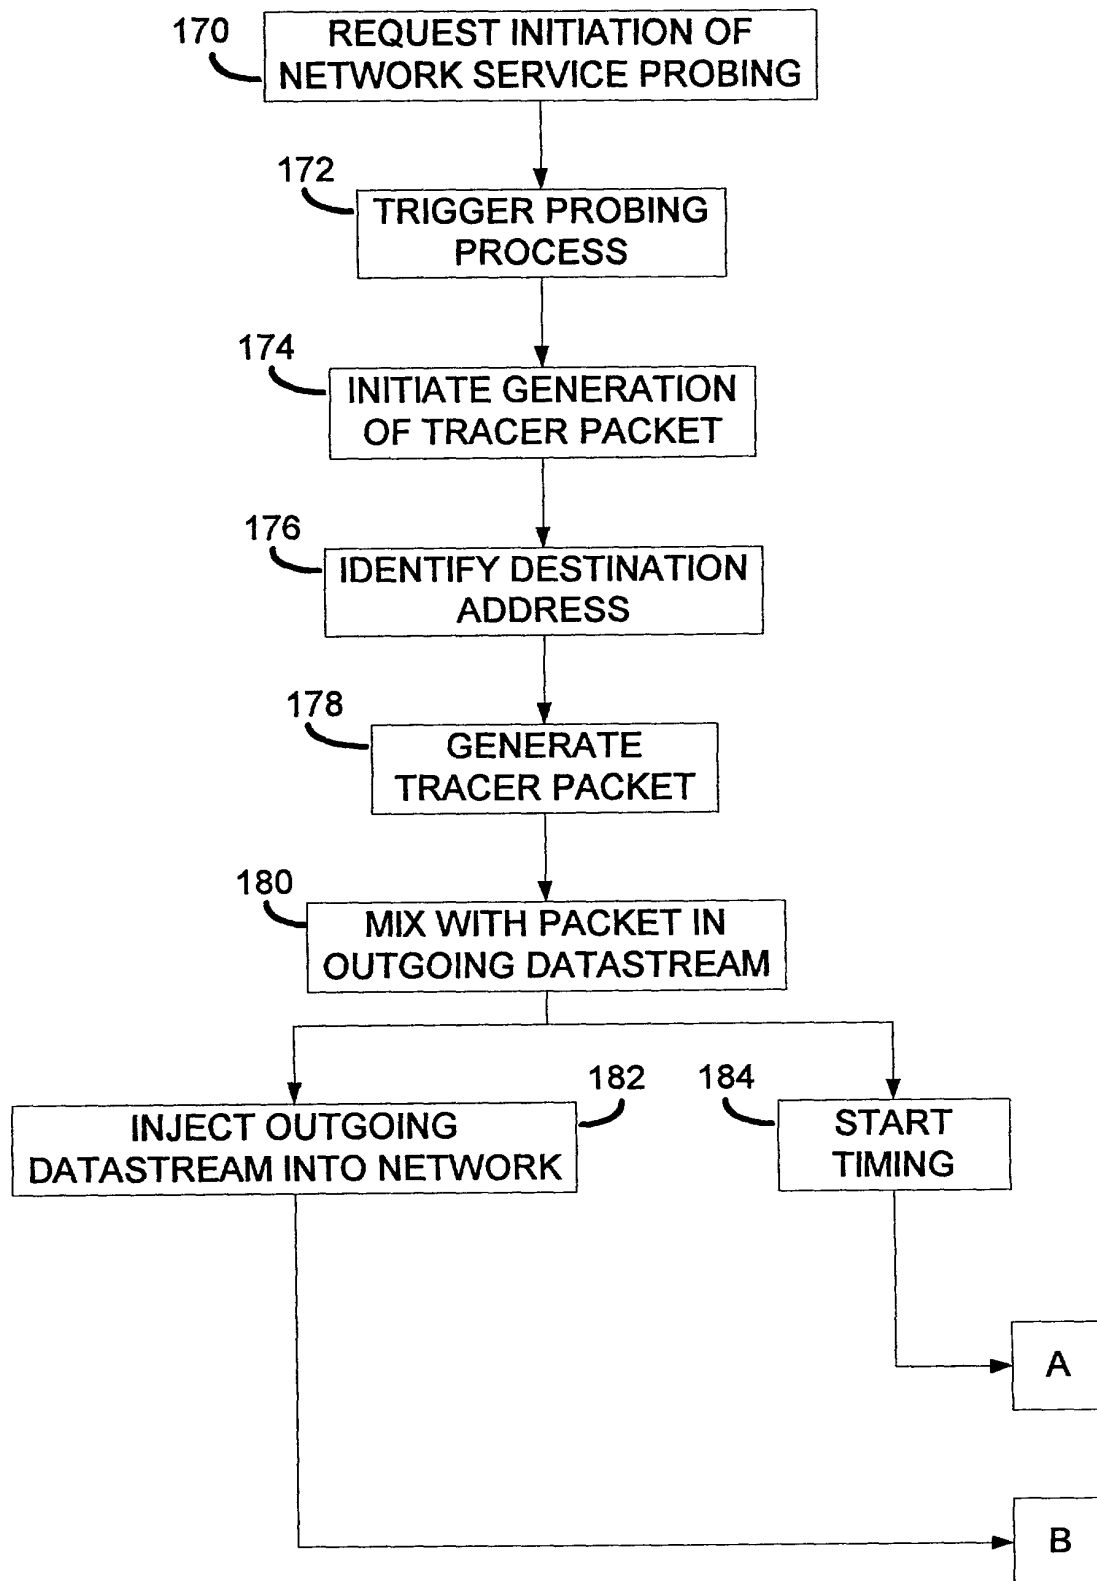 170
REQUEST INITIATION OF
NETWORK SERVICE PROBING
172
TRIGGER PROBING
PROCESS
174
INITIATE GENERATION
OF TRACER PACKET
176
IDENTIFY DESTINATION
ADDRESS
178
GENERATE
TRACER PACKET
180
MIX WITH PACKET IN
OUTGOING DATASTREAM
182
INJECT OUTGOING
DATASTREAM INTO NETWORK
184
START
TIMING
A
B